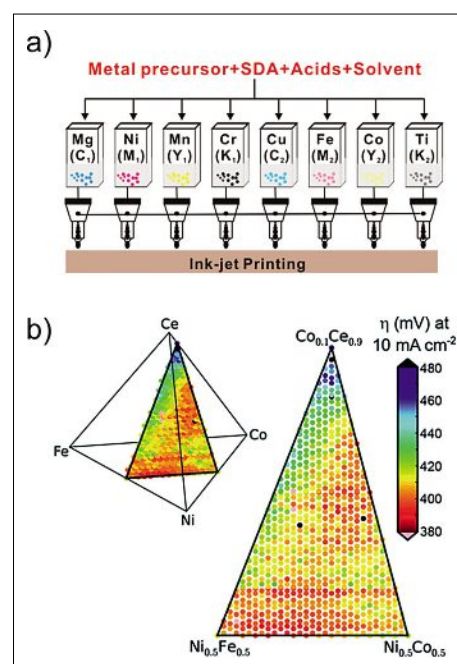 a)
Metal precursor+SDA+Acids+Solvent
Mg Ni Mn Cr Cu Fe Co Ti
(C₁) (M₁) (Y₁) (K₁) (C₂) (M₂) (Y₂) (K₂)
Ink-jet Printing
b)
Ce
Fe
Co
Ni
Co₀.₁Ce₀.₉
Ni₀.₅Fe₀.₅
Ni₀.₅Co₀.₅
η (mV) at
10 mA cm⁻²
480
460
440
420
400
380